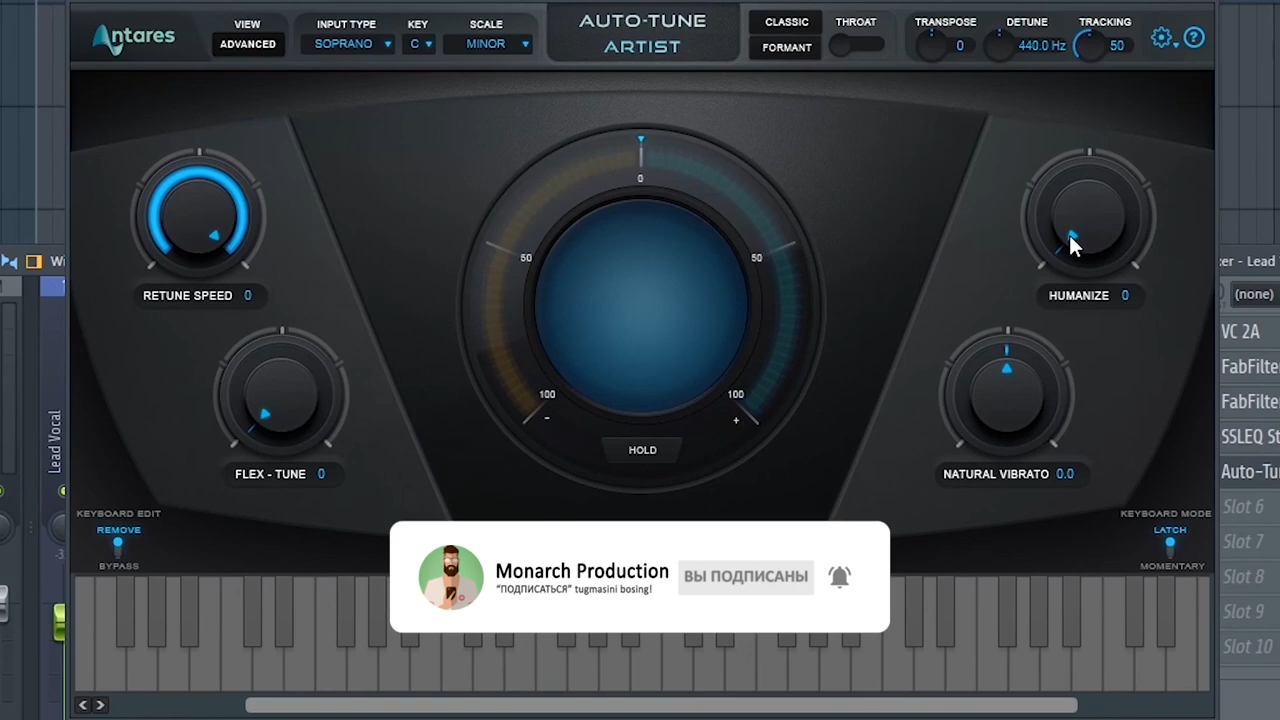 Antares
VIEW
ADVANCED
INPUT TYPE
SOPRANO
KEY
C
SCALE
MINOR
AUTO-TUNE
ARTIST
CLASSIC
FORMANT
THROAT
TRANSPOSE
0
DETUNE
440.0 Hz
TRACKING
50
?
RETUNE SPEED 0
FLEX - TUNE 0
0
50
50
100
100
-
+
HOLD
HUMANIZE 0
NATURAL VIBRATO 0.0
KEYBOARD EDIT
REMOVE
BYPASS
KEYBOARD MODE
LATCH
MOMENTARY
Monarch Production
"ПОДПИСАТЬСЯ" tugmasini bosing!
ВЫ ПОДПИСАНЫ
Wi
Lead Vocal
-3
cer - Lead
(none)
VC 2A
FabFilte
FabFilte
SSLEQ St
Auto-Tu
Slot 6
Slot 7
Slot 8
Slot 9
Slot 10